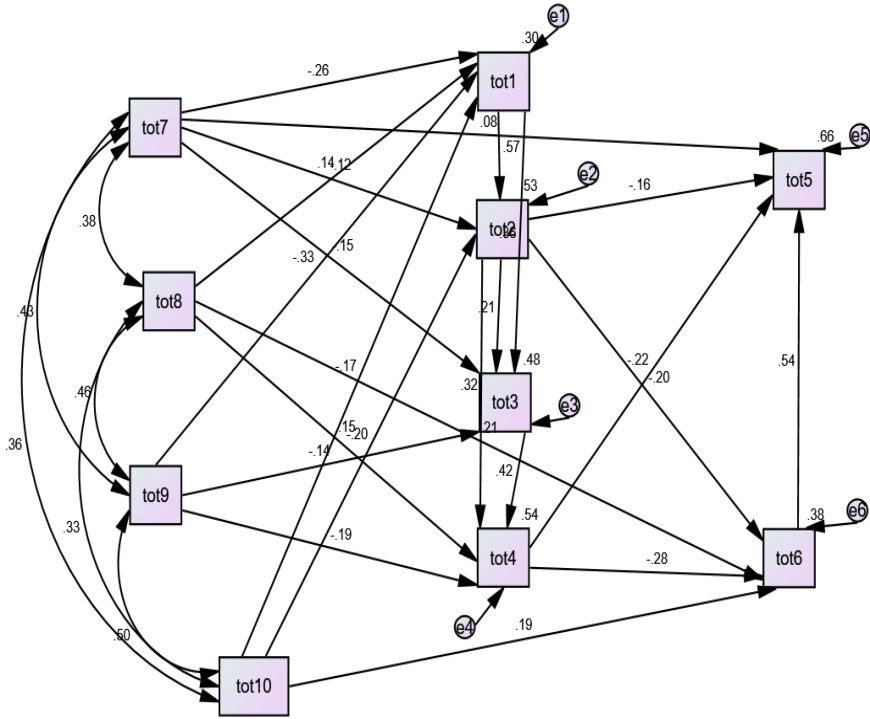 e1
.30
tot1
-.26
tot7
.08
.57
.66
e5
tot5
.14
.12
.53
e2
-.16
tot2
.38
-.33
.15
.21
tot8
.43
-.17
.48
-.22
-.20
.54
.32
tot3
e3
.46
.15
-.20
.21
-.14
.42
.36
tot9
.54
.38
e6
.33
-.19
tot4
-.28
tot6
e4
.19
.50
tot10